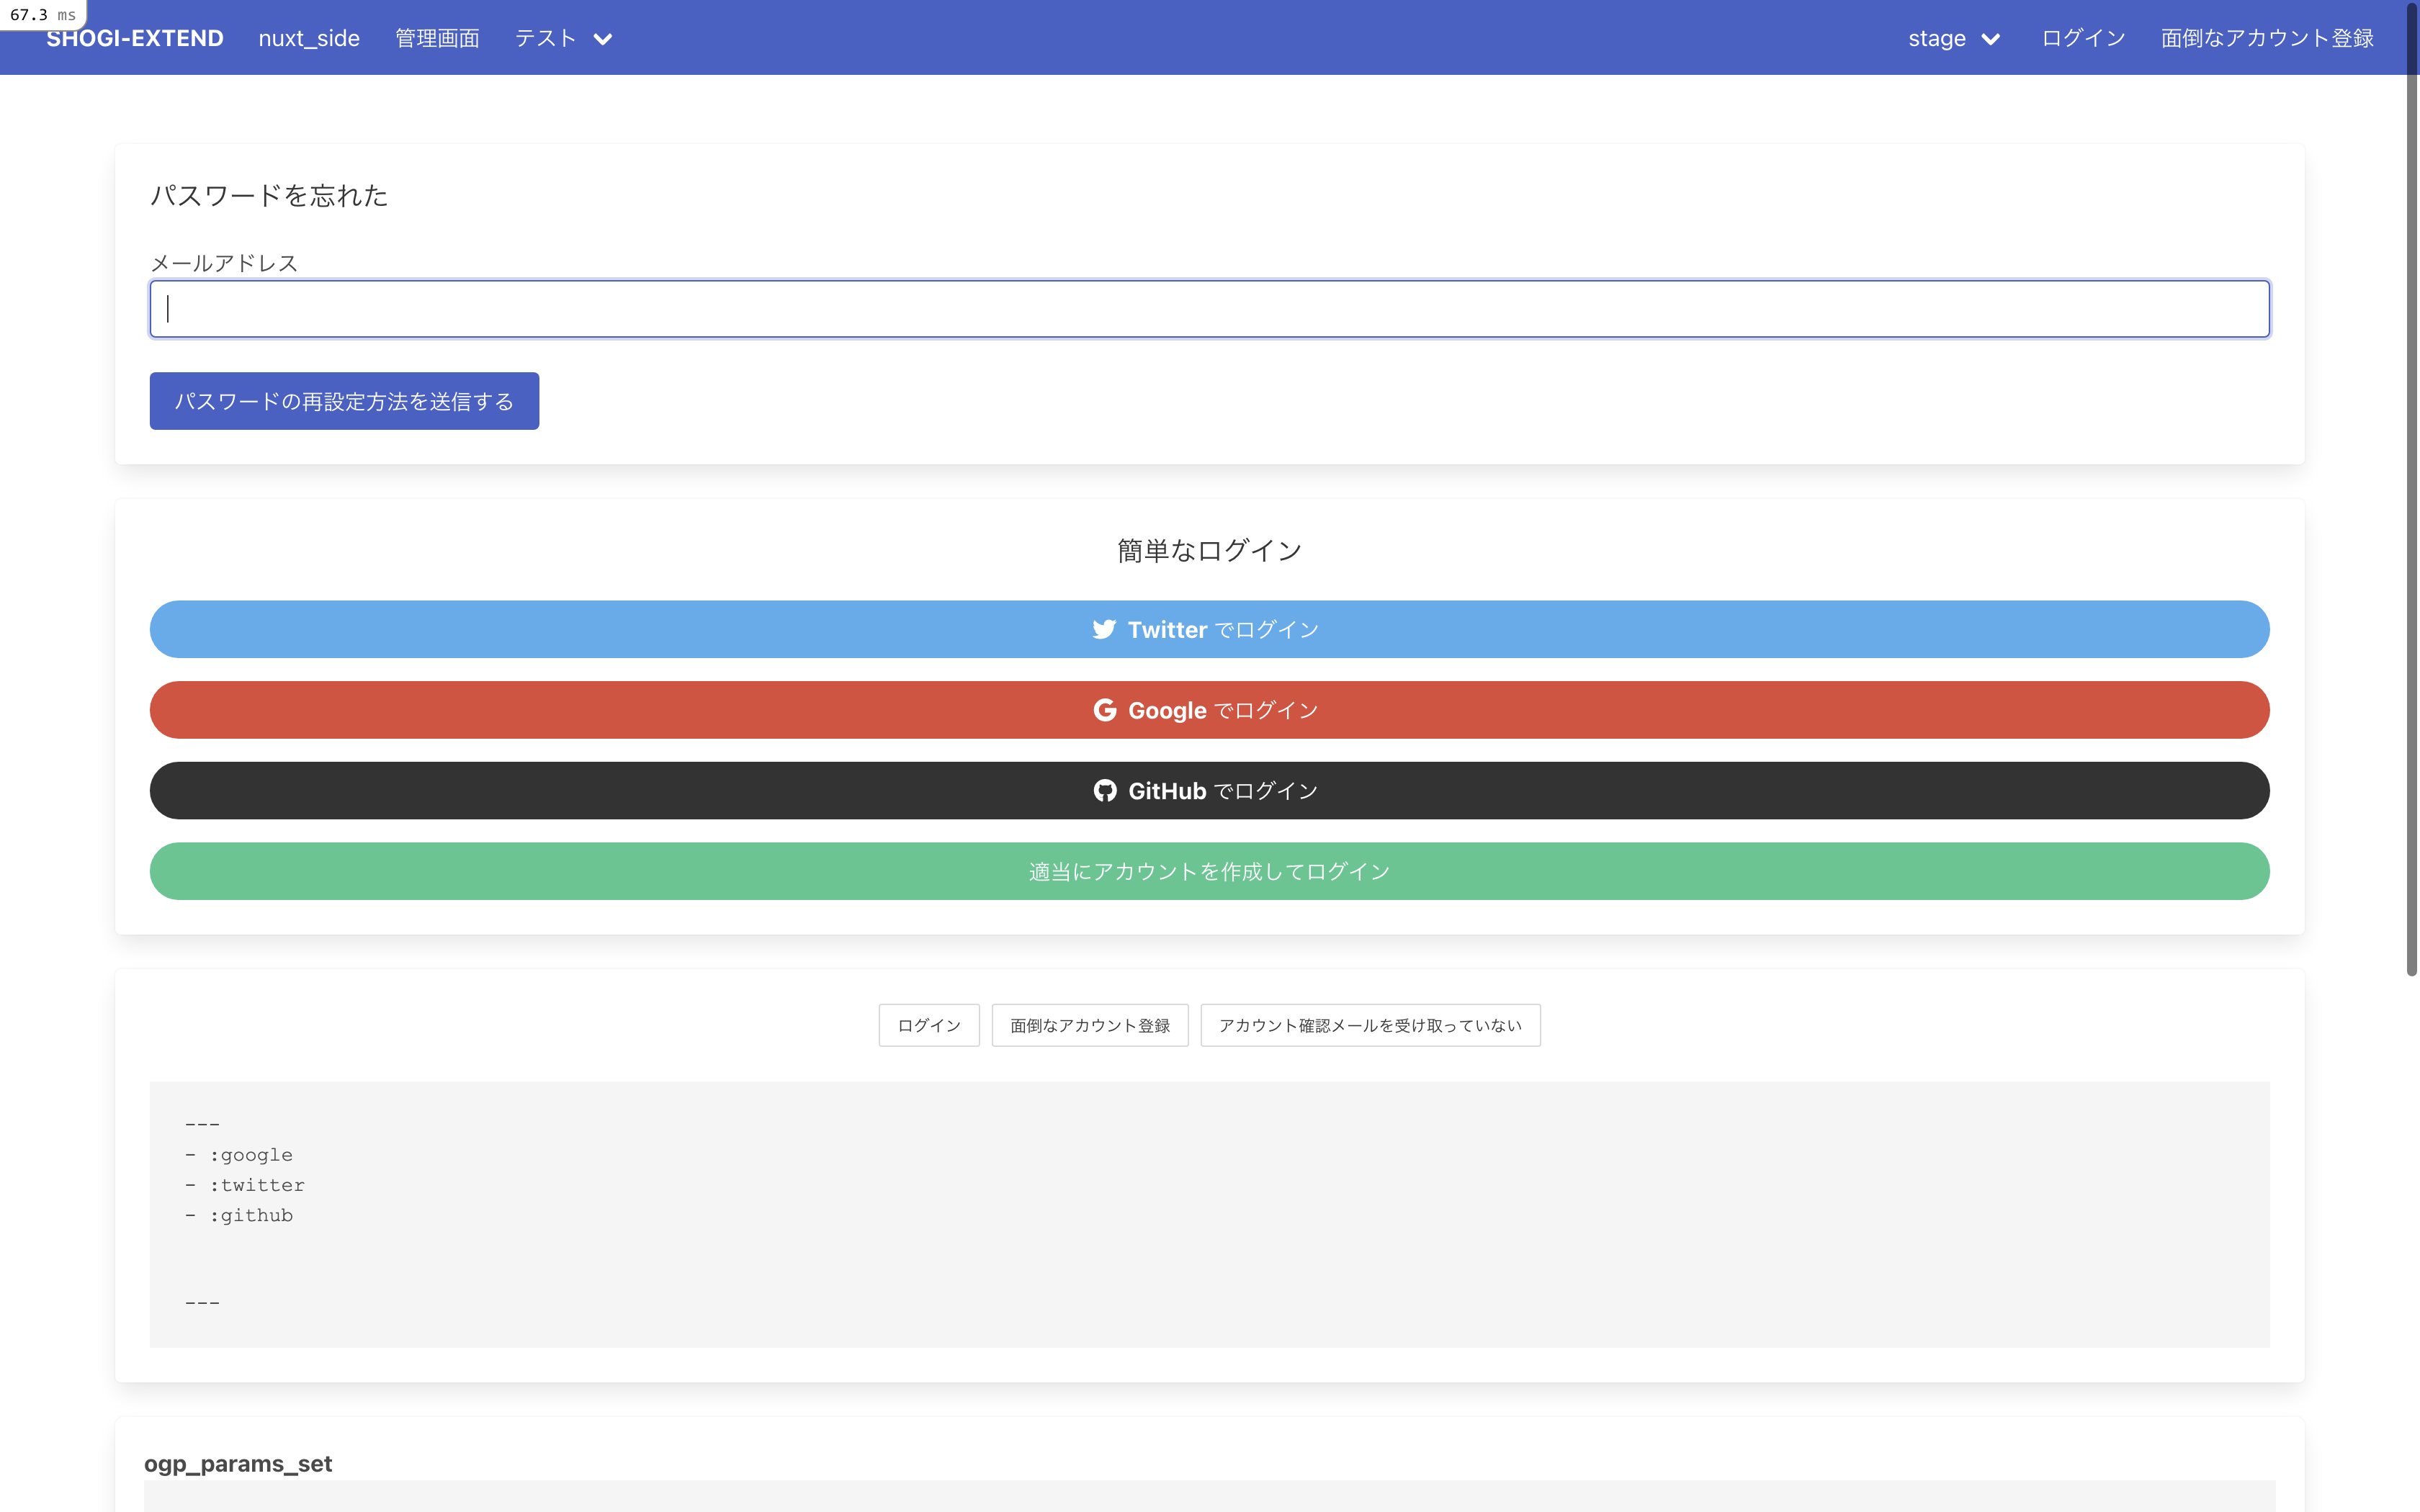 67.3 ms
SHOGI-EXTEND nuxt_side 管理画面 テスト stage ログイン 面倒なアカウント登録
パスワードを忘れた
メールアドレス
パスワードの再設定方法を送信する
簡単なログイン
Twitter でログイン
Google でログイン
GitHub でログイン
適当にアカウントを作成してログイン
ログイン 面倒なアカウント登録 アカウント確認メールを受け取っていない
---
- :google
- :twitter
- :github
---
ogp_params_set